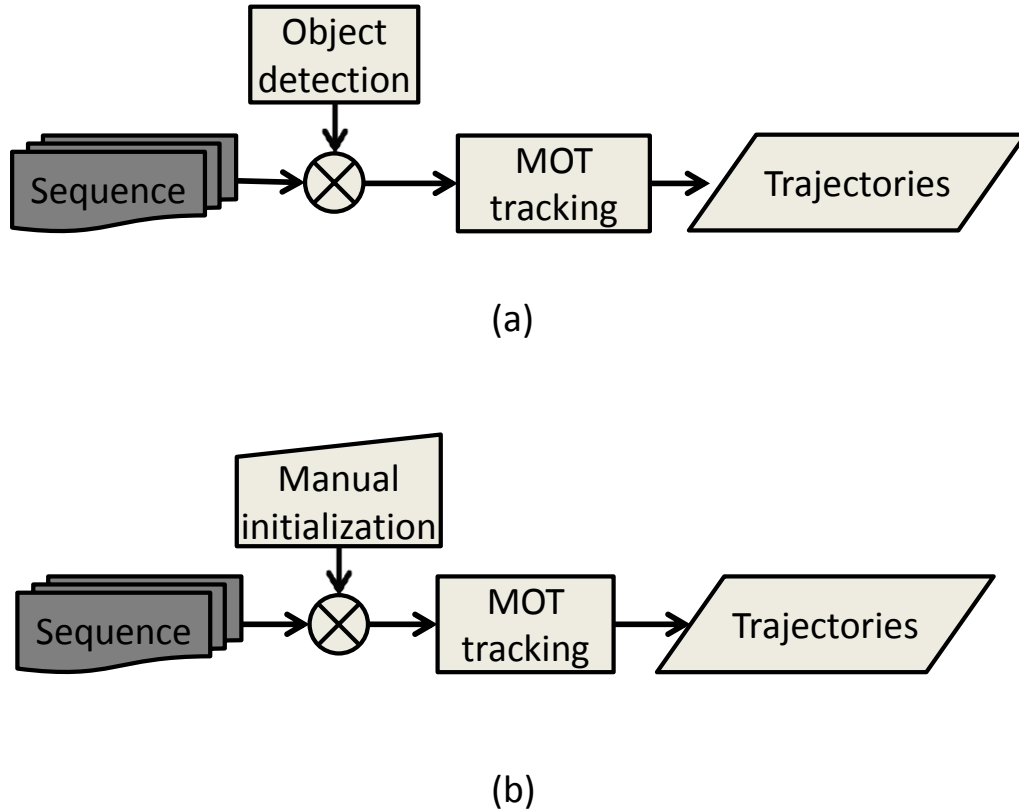 Object
detection
Sequence
MOT
tracking
Trajectories
(a)
Manual
initialization
Sequence
MOT
tracking
Trajectories
(b)